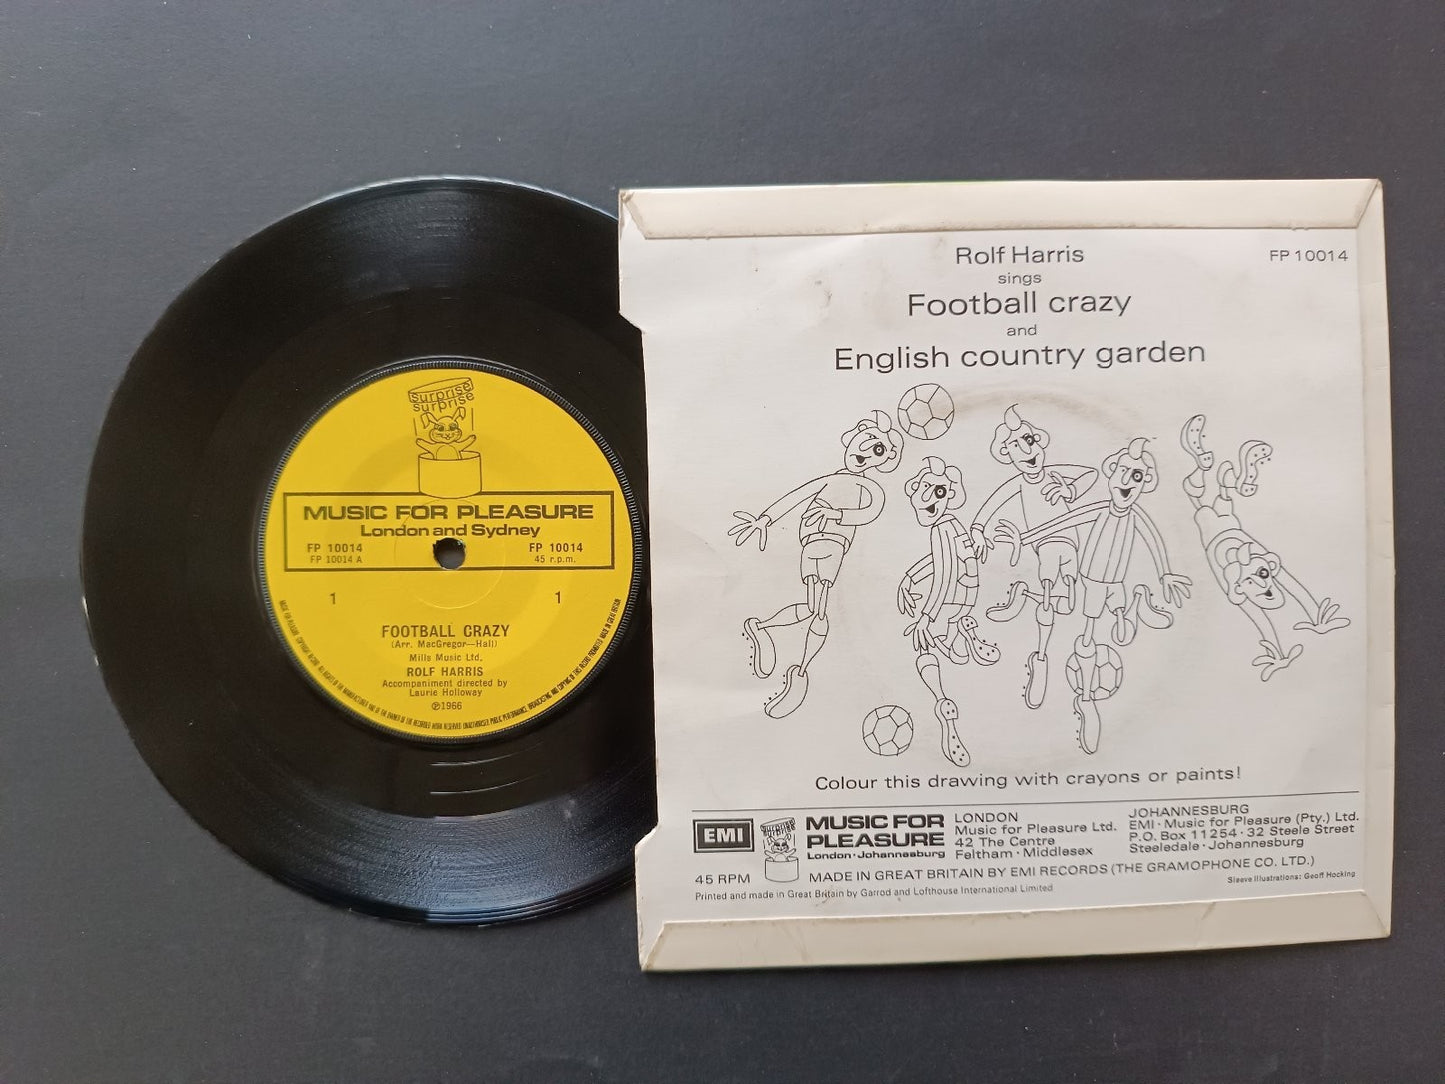 Surprise
surprise
MUSIC FOR PLEASURE
London and Sydney
FP 10014
FP 10014 A
FP 10014
45 r.p.m.
1
1
FOOTBALL CRAZY
(Arr. MacGregor—Hall)
Mills Music Ltd.
ROLF HARRIS
Accompaniment directed by
Laurie Holloway
℗1966
Rolf Harris
sings
Football crazy
and
English country garden
FP 10014
Colour this drawing with crayons or paints!
EMI
Surprise
surprise
MUSIC FOR
PLEASURE
London · Johannesburg
LONDON
Music for Pleasure Ltd.
42 The Centre
Feltham · Middlesex
JOHANNESBURG
EMI · Music for Pleasure (Pty.) Ltd.
P.O. Box 11254 · 32 Steele Street
Steeledale · Johannesburg
45 RPM
MADE IN GREAT BRITAIN BY EMI RECORDS (THE GRAMOPHONE CO. LTD.)
Printed and made in Great Britain by Garrod and Lofthouse International Limited
Sleeve Illustrations: Geoff Hocking